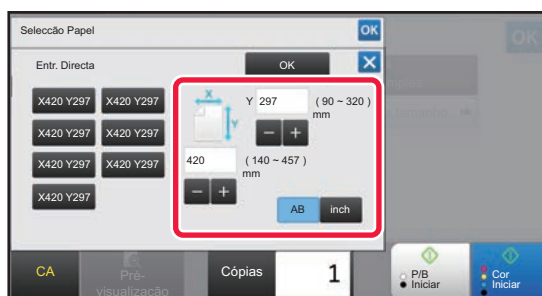 Selecção Papel
OK
OK
Entr. Directa
OK
X420 Y297 X420 Y297
X420 Y297 X420 Y297
X420 Y297 X420 Y297
X420 Y297
X
Y
Y 297 ( 90 ~ 320 )
mm
420 ( 140 ~ 457 )
mm
AB inch
CA
Pré-
visualização
Cópias 1
P/B
Iniciar
Cor
Iniciar